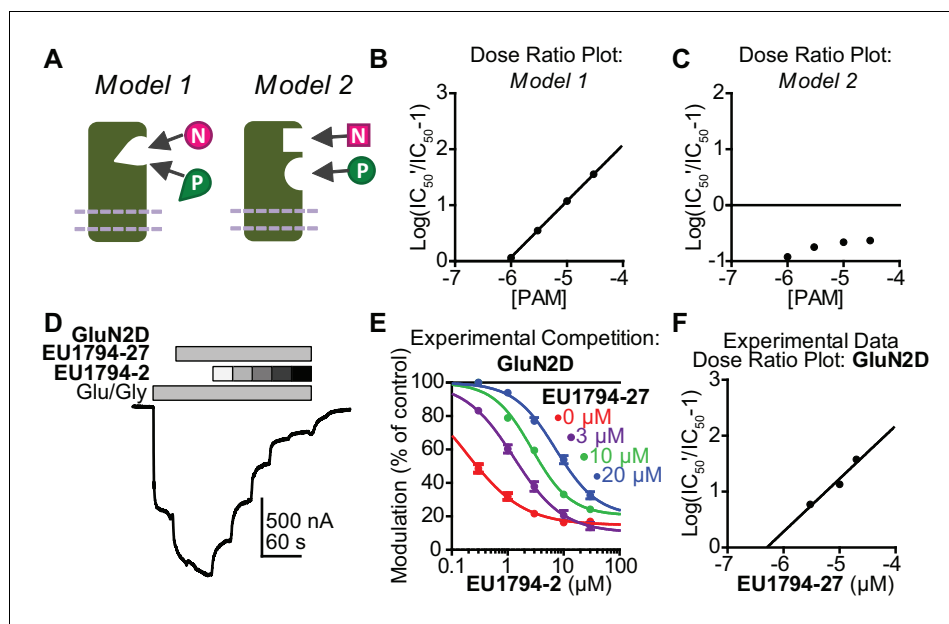 A
Model 1
Model 2
N
P
N
P
B
Dose Ratio Plot:
Model 1
Log(IC50'/IC50-1)
3
2
1
0
-7 -6 -5 -4
[PAM]
C
Dose Ratio Plot:
Model 2
Log(IC50'/IC50-1)
1
0
-1
-7 -6 -5 -4
[PAM]
D
GluN2D
EU1794-27
EU1794-2
Glu/Gly
500 nA
60 s
E
Experimental Competition:
GluN2D
EU1794-27
0 µM
3 µM
10 µM
20 µM
Modulation (% of control)
100
80
60
40
20
0
0.1 1 10 100
EU1794-2 (µM)
F
Experimental Data
Dose Ratio Plot: GluN2D
Log(IC50'/IC50-1)
3
2
1
0
-7 -6 -5 -4
EU1794-27 (µM)